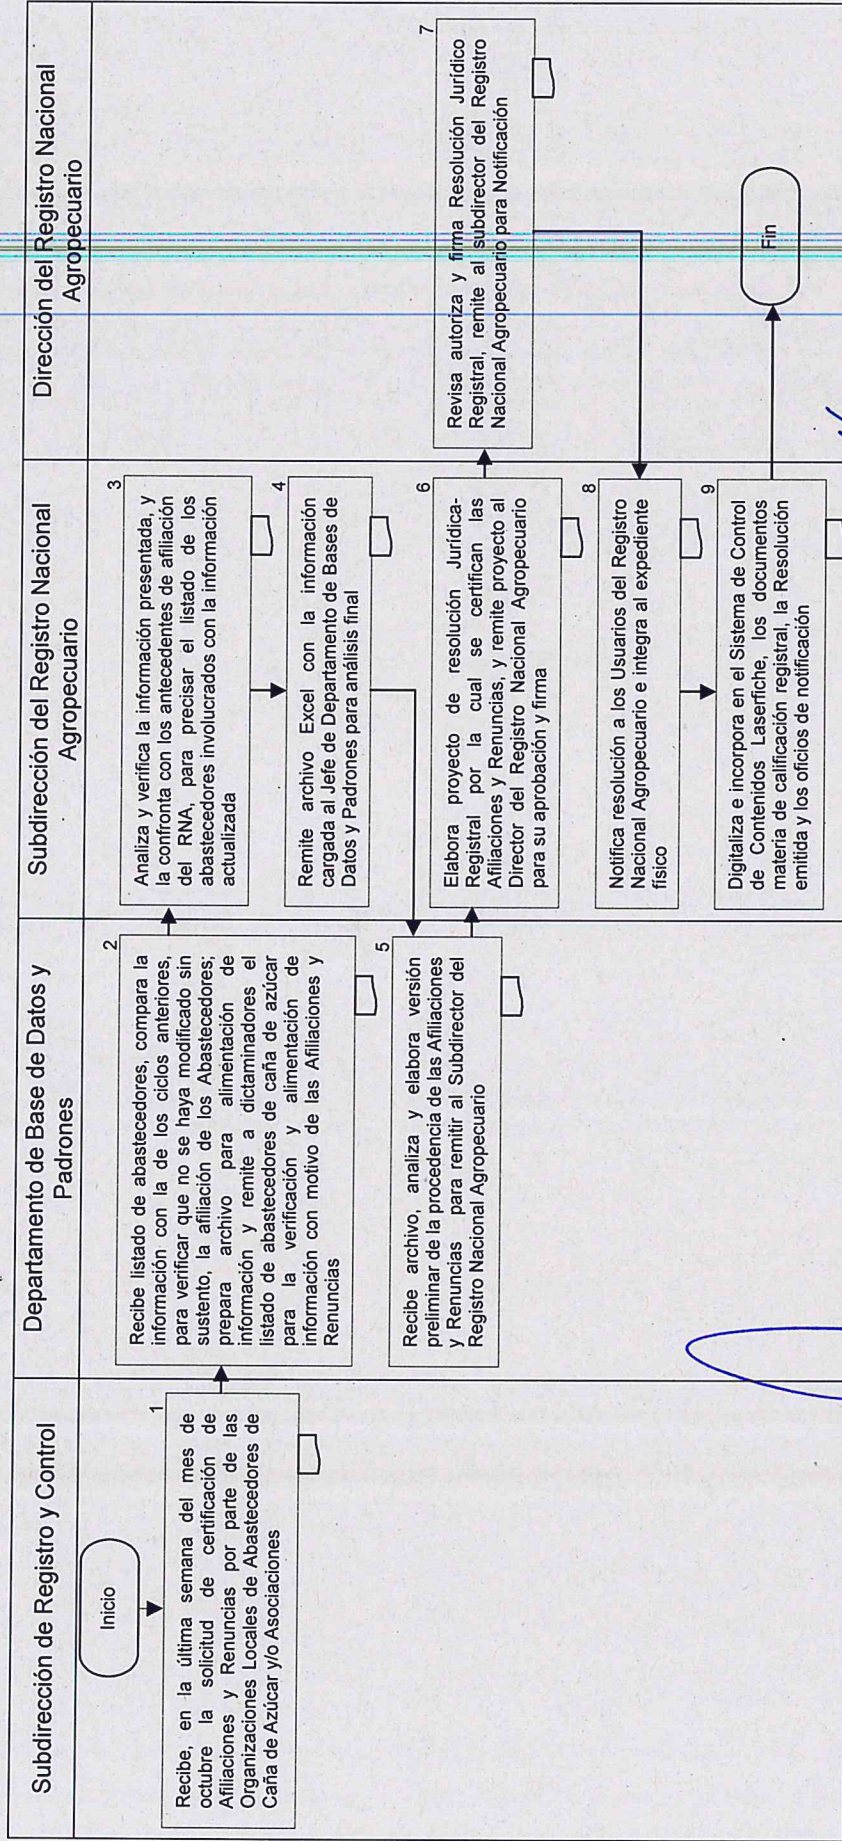 Subdirección de Registro y Control
Departamento de Base de Datos y
Padrones
Subdirección del Registro Nacional
Agropecuario
Dirección del Registro Nacional
Agropecuario
Inicio
1
Recibe, en la última semana del mes de
octubre la solicitud de certificación de
Afiliaciones y Renuncias por parte de las
Organizaciones Locales de Abastecedores de
Caña de Azúcar y/o Asociaciones
2
Recibe listado de abastecedores, compara la
información con la de los ciclos anteriores,
para verificar que no se haya modificado sin
sustento, la afiliación de los Abastecedores;
prepara archivo para alimentación de
información y remite a dictaminadores el
listado de abastecedores de caña de azúcar
para la verificación y alimentación de
información con motivo de las Afiliaciones y
Renuncias
3
Analiza y verifica la información presentada, y
la confronta con los antecedentes de afiliación
del RNA, para precisar el listado de los
abastecedores involucrados con la información
actualizada
4
Remite archivo Excel con la información
cargada al Jefe de Departamento de Bases de
Datos y Padrones para análisis final
5
Recibe archivo, analiza y elabora versión
preliminar de la procedencia de las Afiliaciones
y Renuncias para remitir al Subdirector del
Registro Nacional Agropecuario
6
Elabora proyecto de resolución Jurídica-
Registral por la cual se certifican las
Afiliaciones y Renuncias, y remite proyecto al
Director del Registro Nacional Agropecuario
para su aprobación y firma
7
Revisa autoriza y firma Resolución Jurídico
Registral, remite al subdirector del Registro
Nacional Agropecuario para Notificación
8
Notifica resolución a los Usuarios del Registro
Nacional Agropecuario e integra al expediente
físico
9
Digitaliza e incorpora en el Sistema de Control
de Contenidos Laserfiche, los documentos
materia de calificación registral, la Resolución
emitida y los oficios de notificación
Fin